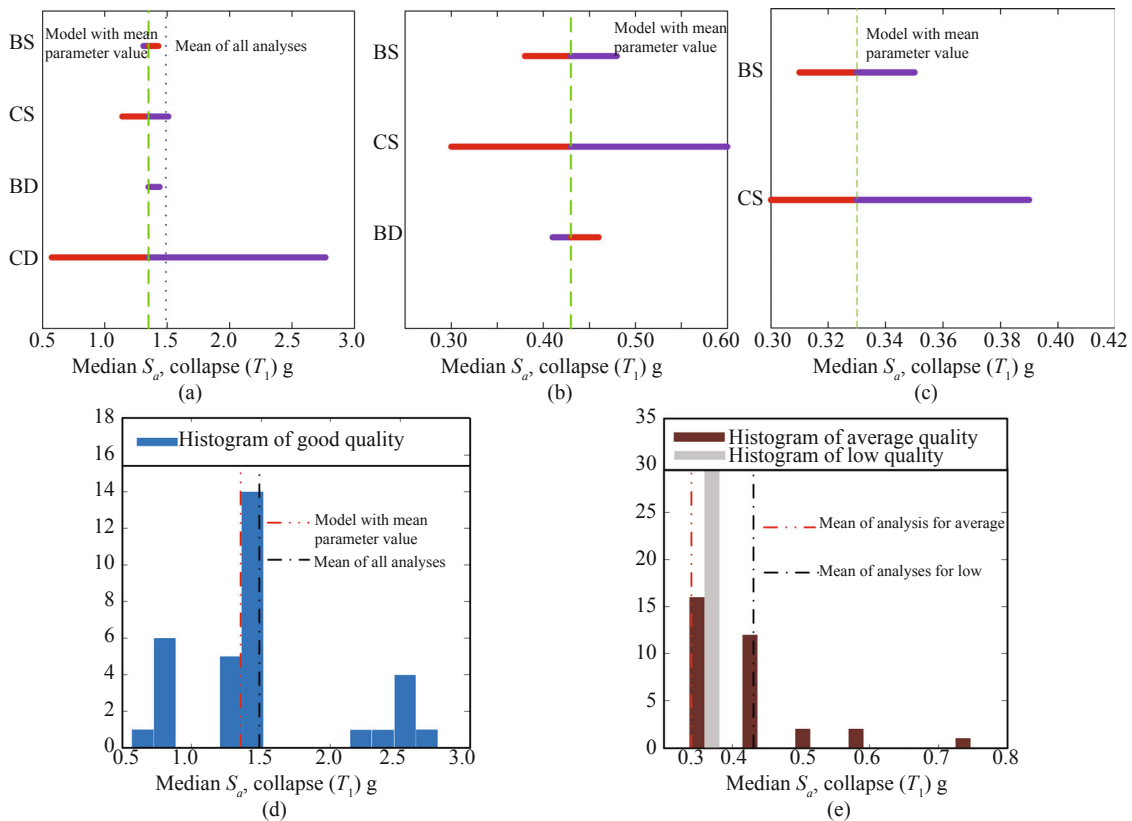 (a)
Model with mean
parameter value
Mean of all analyses
BS
CS
BD
CD
0.5 1.0 1.5 2.0 2.5 3.0
Median Sa, collapse (T1) g
(a)
(b)
Model with mean
parameter value
BS
CS
BD
0.30 0.40 0.50 0.60
Median Sa, collapse (T1) g
(b)
(c)
Model with mean
parameter value
BS
CS
0.30 0.32 0.34 0.36 0.38 0.40 0.42
Median Sa, collapse (T1) g
(c)
Histogram of good quality
18
16
14
12
10
8
6
4
2
0
Model with mean
parameter value
Mean of all analyses
0.5 1.0 1.5 2.0 2.5 3.0
Median Sa, collapse (T1) g
(d)
Histogram of average quality
Histogram of low quality
35
30
25
20
15
10
5
0
Mean of analysis for average
Mean of analyses for low
0.3 0.4 0.5 0.6 0.7 0.8
Median Sa, collapse (T1) g
(e)